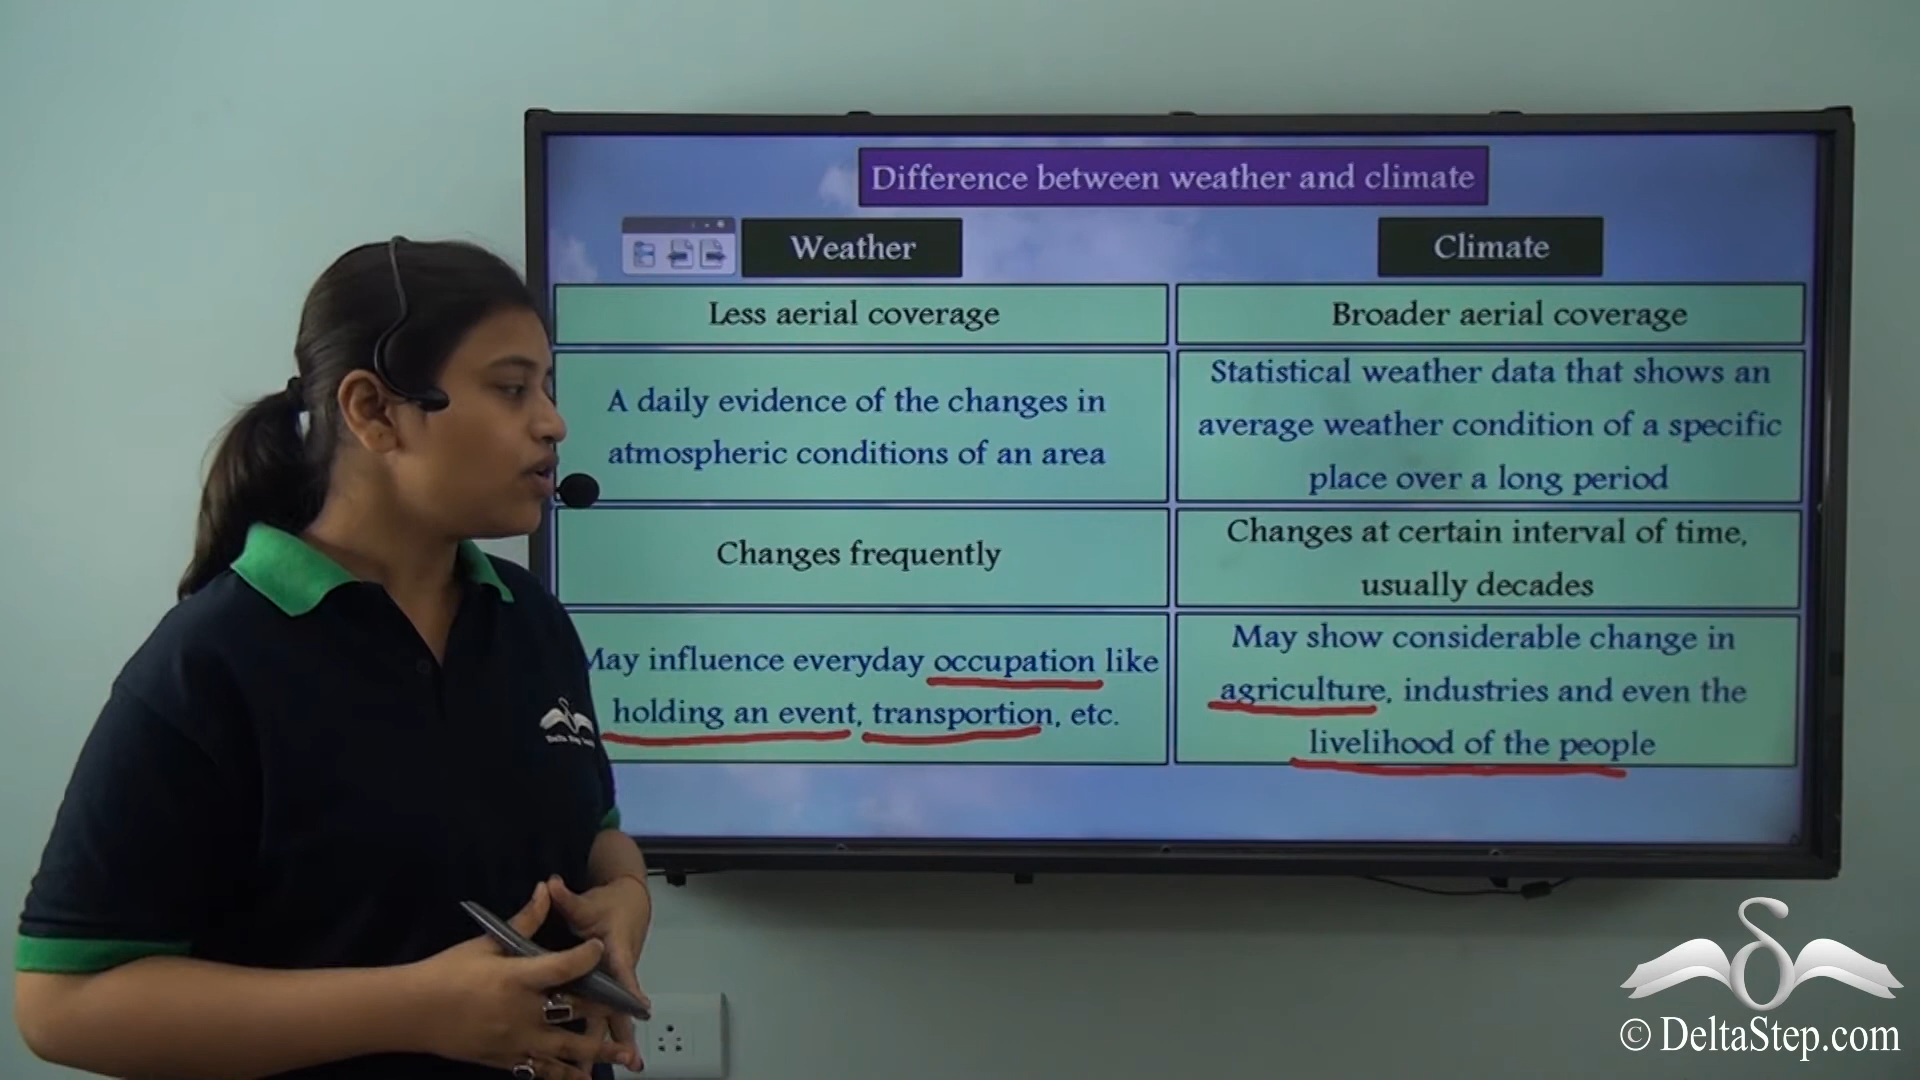 Difference between weather and climate
Weather
Climate
Less aerial coverage
Broader aerial coverage
A daily evidence of the changes in
atmospheric conditions of an area
Statistical weather data that shows an
average weather condition of a specific
place over a long period
Changes frequently
Changes at certain interval of time,
usually decades
May influence everyday occupation like
holding an event, transportion, etc.
May show considerable change in
agriculture, industries and even the
livelihood of the people
Delta Step
© DeltaStep.com